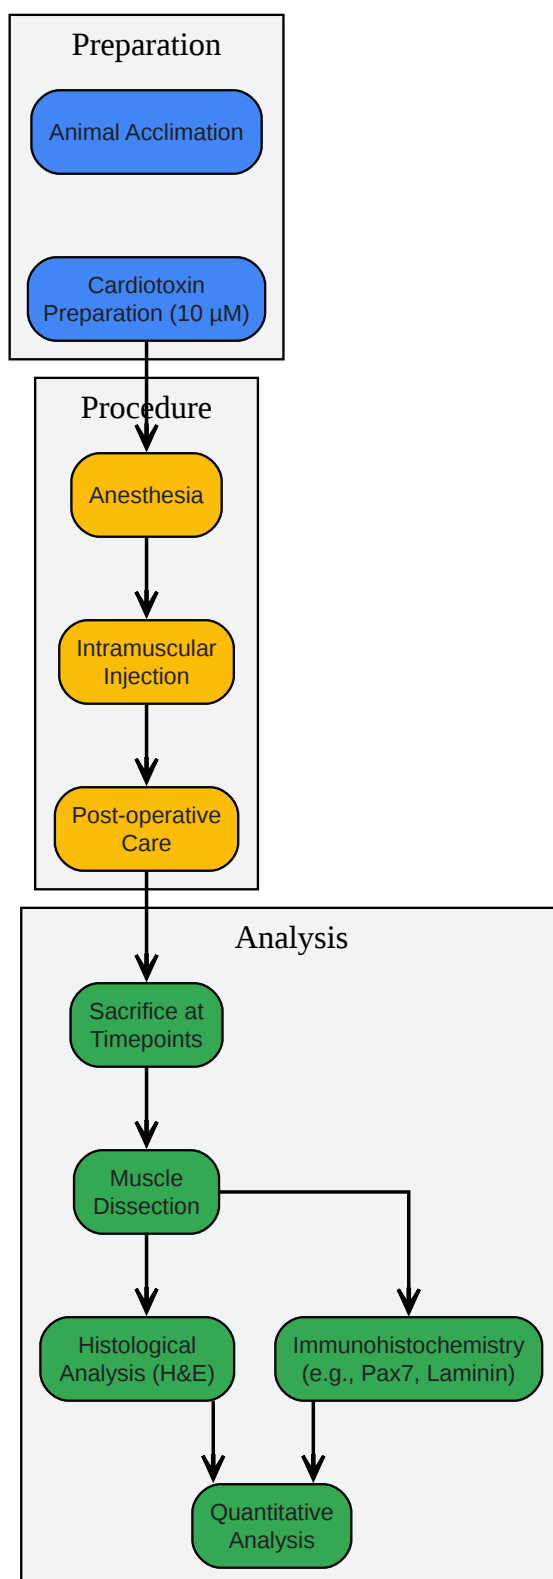 Preparation
Animal Acclimation
Cardiotoxin
Preparation (10 µM)
Procedure
Anesthesia
Intramuscular
Injection
Post-operative
Care
Analysis
Sacrifice at
Timepoints
Muscle
Dissection
Histological
Analysis (H&E)
Immunohistochemistry
(e.g., Pax7, Laminin)
Quantitative
Analysis